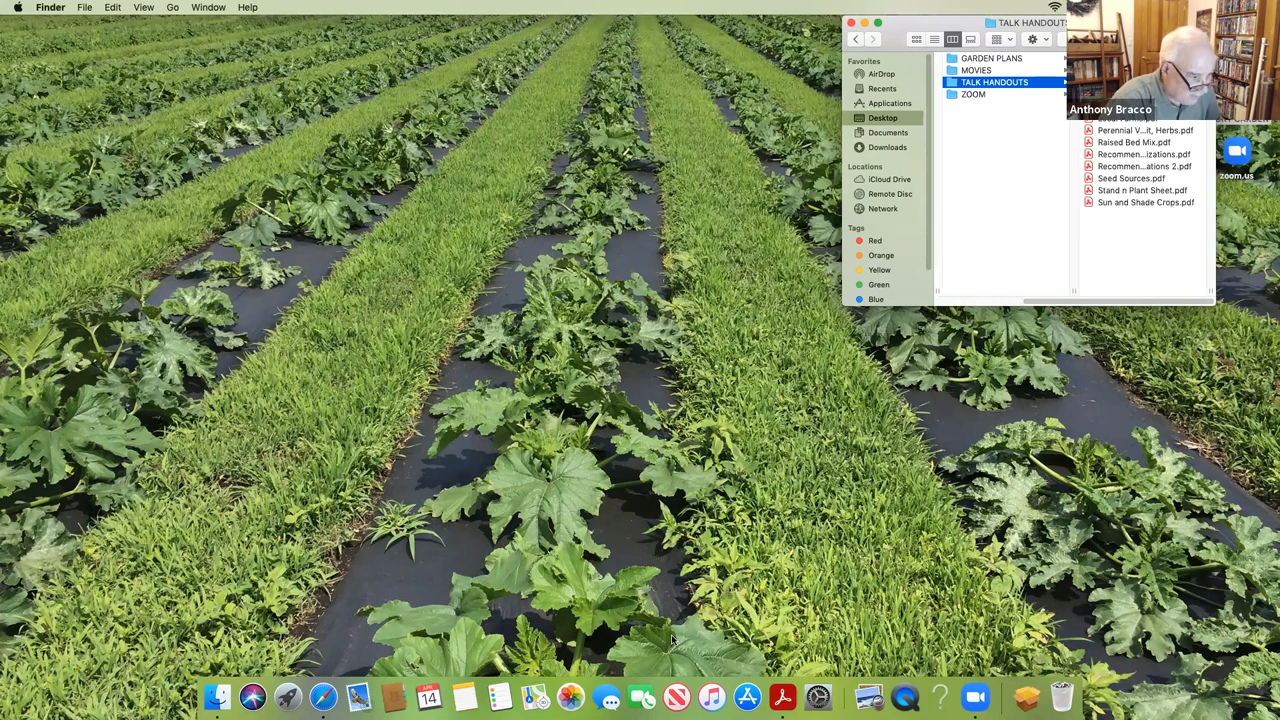 Finder File Edit View Go Window Help
TALK HANDOUTS
Favorites
AirDrop
Recents
Applications
Desktop
Documents
Downloads
Locations
iCloud Drive
Remote Disc
Network
Tags
Red
Orange
Yellow
Green
Blue
GARDEN PLANS
MOVIES
TALK HANDOUTS
ZOOM
Perennial V...it, Herbs.pdf
Raised Bed Mix.pdf
Recommen...izations.pdf
Recommen...ations 2.pdf
Seed Sources.pdf
Stand n Plant Sheet.pdf
Sun and Shade Crops.pdf
Anthony Bracco
zoom.us
APR
14